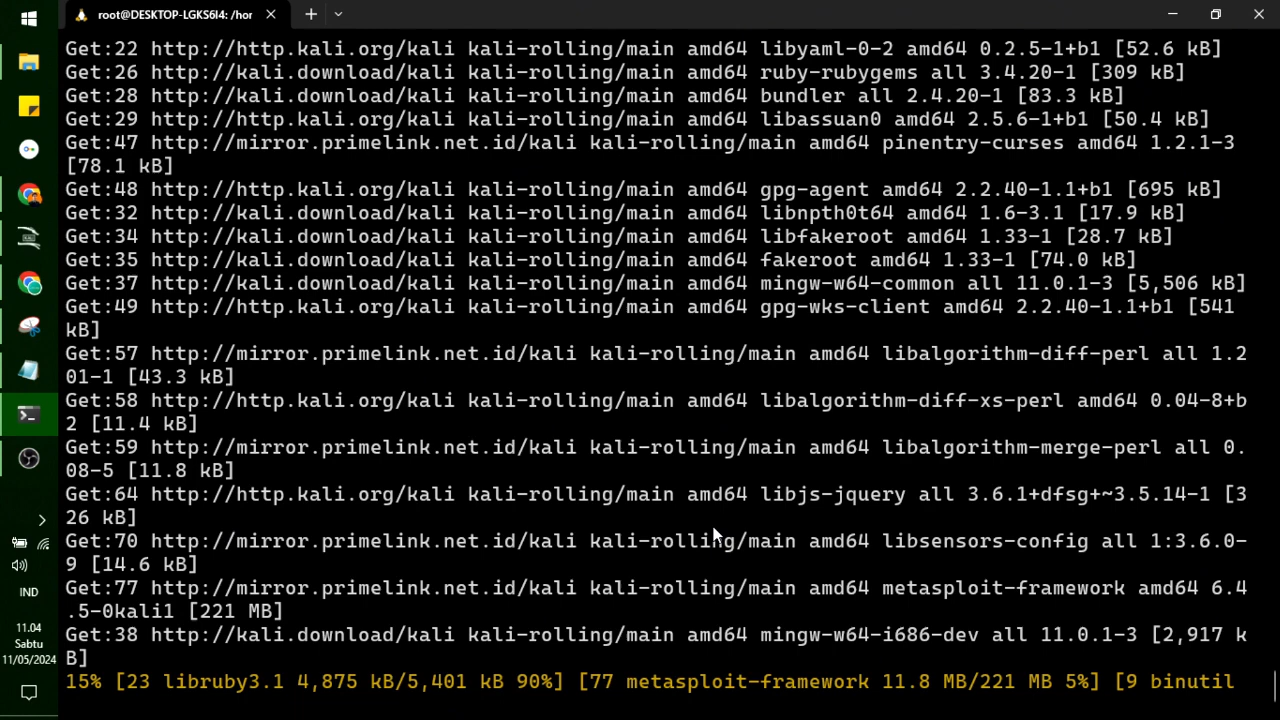 root@DESKTOP-LGKS6I4: /hor
Get:22 http://http.kali.org/kali kali-rolling/main amd64 libyaml-0-2 amd64 0.2.5-1+b1 [52.6 kB]
Get:26 http://kali.download/kali kali-rolling/main amd64 ruby-rubygems all 3.4.20-1 [309 kB]
Get:28 http://kali.download/kali kali-rolling/main amd64 bundler all 2.4.20-1 [83.3 kB]
Get:29 http://kali.download/kali kali-rolling/main amd64 libassuan0 amd64 2.5.6-1+b1 [50.4 kB]
Get:47 http://mirror.primelink.net.id/kali kali-rolling/main amd64 pinentry-curses amd64 1.2.1-3
[78.1 kB]
Get:48 http://http.kali.org/kali kali-rolling/main amd64 gpg-agent amd64 2.2.40-1.1+b1 [695 kB]
Get:32 http://kali.download/kali kali-rolling/main amd64 libnpth0t64 amd64 1.6-3.1 [17.9 kB]
Get:34 http://kali.download/kali kali-rolling/main amd64 libfakeroot amd64 1.33-1 [28.7 kB]
Get:35 http://kali.download/kali kali-rolling/main amd64 fakeroot amd64 1.33-1 [74.0 kB]
Get:37 http://kali.download/kali kali-rolling/main amd64 mingw-w64-common all 11.0.1-3 [5,506 kB]
Get:49 http://http.kali.org/kali kali-rolling/main amd64 gpg-wks-client amd64 2.2.40-1.1+b1 [541
kB]
Get:57 http://mirror.primelink.net.id/kali kali-rolling/main amd64 libalgorithm-diff-perl all 1.2
01-1 [43.3 kB]
Get:58 http://http.kali.org/kali kali-rolling/main amd64 libalgorithm-diff-xs-perl amd64 0.04-8+b
2 [11.4 kB]
Get:59 http://mirror.primelink.net.id/kali kali-rolling/main amd64 libalgorithm-merge-perl all 0.
08-5 [11.8 kB]
Get:64 http://http.kali.org/kali kali-rolling/main amd64 libjs-jquery all 3.6.1+dfsg+~3.5.14-1 [3
26 kB]
Get:70 http://mirror.primelink.net.id/kali kali-rolling/main amd64 libsensors-config all 1:3.6.0-
9 [14.6 kB]
Get:77 http://mirror.primelink.net.id/kali kali-rolling/main amd64 metasploit-framework amd64 6.4
.5-0kali1 [221 MB]
Get:38 http://kali.download/kali kali-rolling/main amd64 mingw-w64-i686-dev all 11.0.1-3 [2,917 k
B]
15% [23 libruby3.1 4,875 kB/5,401 kB 90%] [77 metasploit-framework 11.8 MB/221 MB 5%] [9 binutil
IND
11.04
Sabtu
11/05/2024